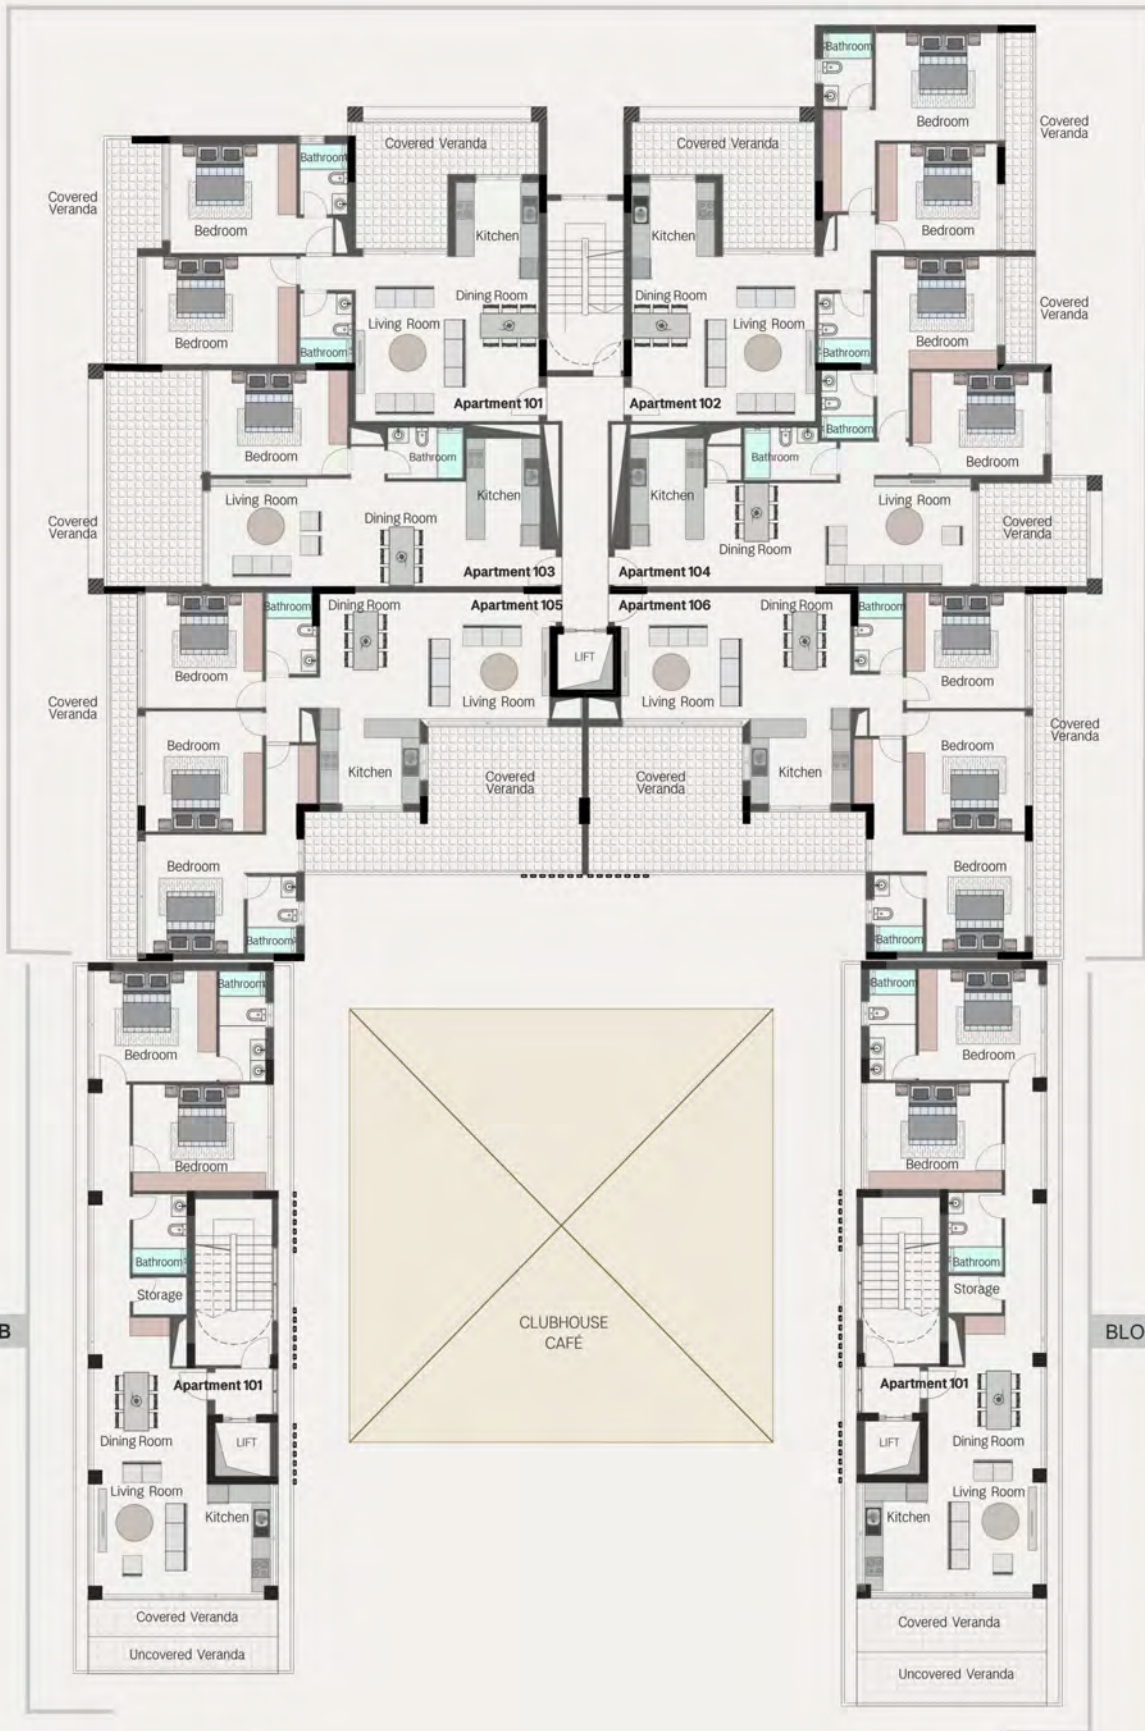 Bathroom
Bedroom
Covered
Veranda
Covered Veranda
Covered Veranda
Bathroom
Covered
Veranda
Bedroom
Kitchen
Kitchen
Bedroom
Dining Room
Dining Room
Covered
Veranda
Living Room
Living Room
Bedroom
Bedroom
Bathroom
Bathroom
Apartment 101
Apartment 102
Bathroom
Bedroom
Bathroom
Bathroom
Bedroom
Living Room
Kitchen
Kitchen
Living Room
Covered
Veranda
Dining Room
Dining Room
Covered
Veranda
Apartment 103
Apartment 104
Bathroom
Dining Room
Apartment 105
Apartment 106
Dining Room
Bathroom
Bedroom
LIFT
Bedroom
Covered
Veranda
Living Room
Living Room
Covered
Veranda
Bedroom
Bedroom
Kitchen
Covered
Veranda
Covered
Veranda
Kitchen
Bedroom
Bedroom
Bathroom
Bathroom
Bathroom
Bathroom
Bedroom
Bedroom
Bedroom
Bedroom
Bathroom
Bathroom
Storage
Storage
B
CLUBHOUSE
CAFÉ
BLO
Apartment 101
Apartment 101
Dining Room
LIFT
LIFT
Dining Room
Living Room
Living Room
Kitchen
Kitchen
Covered Veranda
Covered Veranda
Uncovered Veranda
Uncovered Veranda